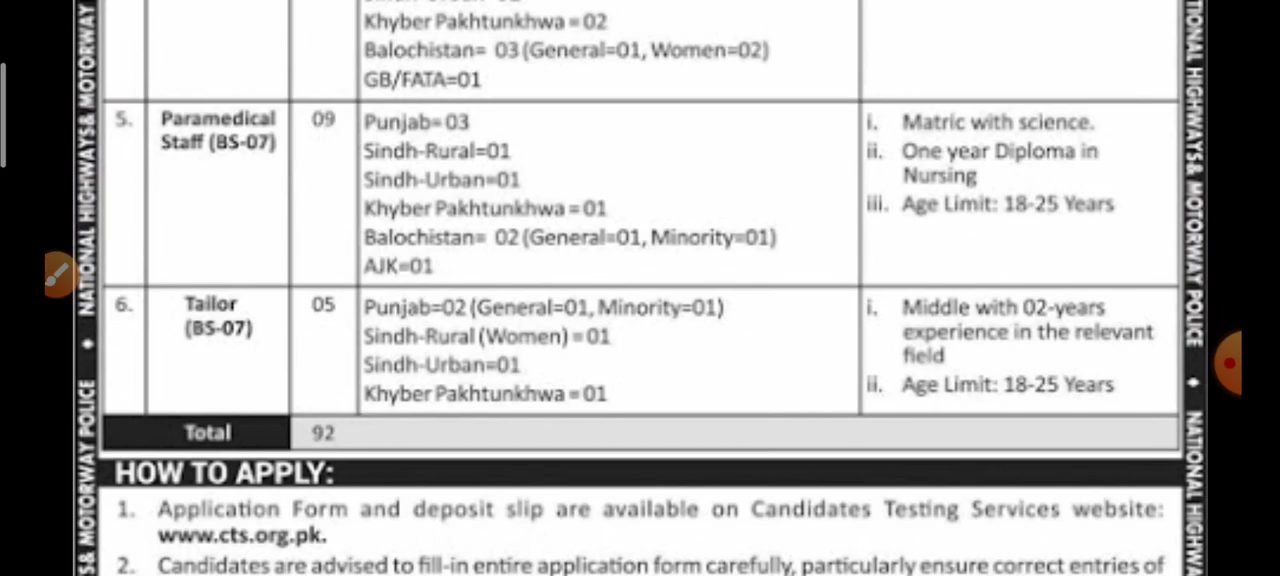 Khyber Pakhtunkhwa = 02
Balochistan= 03 (General=01, Women=02)
GB/FATA=01
5. Paramedical Staff (BS-07) 09
Punjab= 03
Sindh-Rural=01
Sindh-Urban=01
Khyber Pakhtunkhwa = 01
Balochistan= 02 (General=01, Minority=01)
AJK=01
i. Matric with science.
ii. One year Diploma in
Nursing
iii. Age Limit: 18-25 Years
6. Tailor (BS-07) 05
Punjab=02 (General=01, Minority=01)
Sindh-Rural (Women) = 01
Sindh-Urban=01
Khyber Pakhtunkhwa = 01
i. Middle with 02-years
experience in the relevant
field
ii. Age Limit: 18-25 Years
Total 92
HOW TO APPLY:
1. Application Form and deposit slip are available on Candidates Testing Services website:
www.cts.org.pk.
2. Candidates are advised to fill-in entire application form carefully, particularly ensure correct entries of
NATIONAL HIGHWAYS& MOTORWAY
S& MOTORWAY POLICE
TIONAL HIGHWAYS& MOTORWAY POLICE
NATIONAL HIGHWA